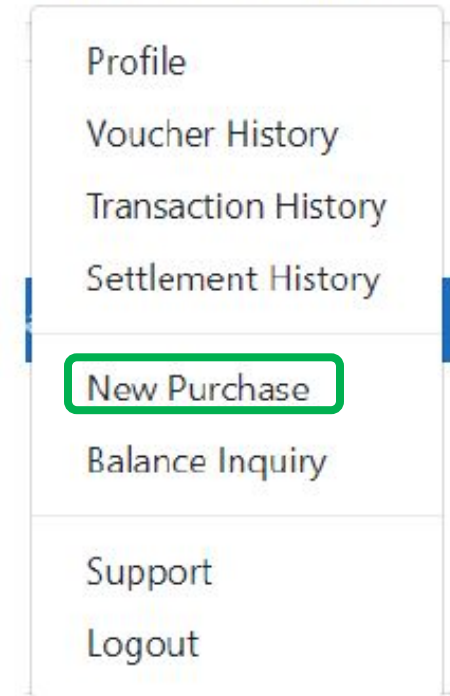 Profile
Voucher History
Transaction History
Settlement History
New Purchase
Balance Inquiry
Support
Logout